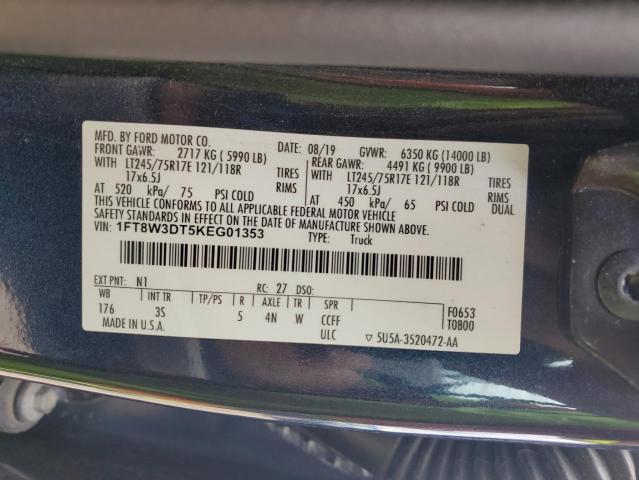 MFD. BY FORD MOTOR CO.
DATE: 08/19 GVWR: 6350 KG (14000 LB)
FRONT GAWR: 2717 KG ( 5990 LB)
REAR GAWR: 4491 KG ( 9900 LB)
WITH LT245/75R17E 121/118R TIRES
WITH LT245/75R17E 121/118R TIRES
17x6.5J RIMS
17x6.5J RIMS
AT 520 kPa/ 75 PSI COLD
AT 450 kPa/ 65 PSI COLD DUAL
THIS VEHICLE CONFORMS TO ALL APPLICABLE FEDERAL MOTOR VEHICLE
SAFETY STANDARDS IN EFFECT ON THE DATE OF MANUFACTURE SHOWN ABOVE.
VIN: 1FT8W3DT5KEG01353
TYPE: Truck
EXT PNT: N1 RC: 27 DSO:
WB INT TR TP/PS R AXLE TR SPR F0653
176 3S 5 4N W CCFF T0800
MADE IN U.S.A. ULC ▽ 5U5A-3520472-AA